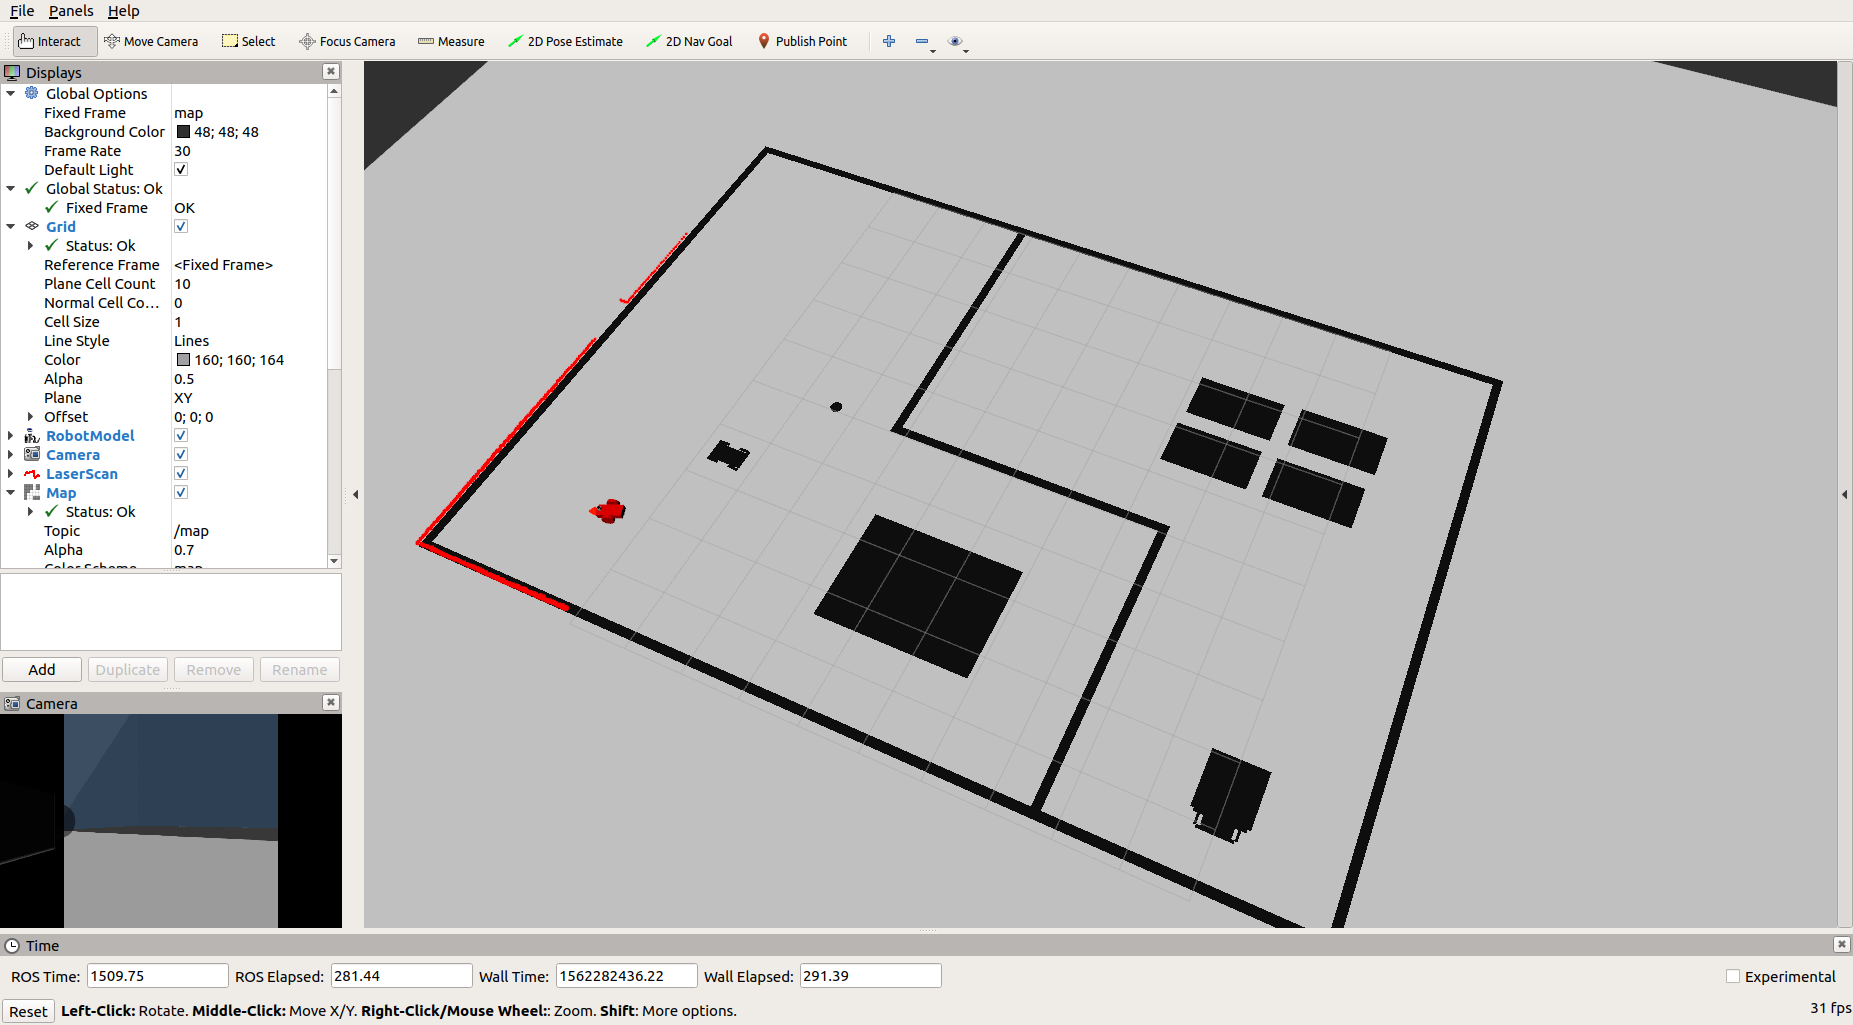 File Panels Help
Interact Move Camera Select Focus Camera Measure 2D Pose Estimate 2D Nav Goal Publish Point
Displays
Global Options
Fixed Frame map
Background Color 48; 48; 48
Frame Rate 30
Default Light
Global Status: Ok
Fixed Frame OK
Grid
Status: Ok
Reference Frame <Fixed Frame>
Plane Cell Count 10
Normal Cell Co... 0
Cell Size 1
Line Style Lines
Color 160; 160; 164
Alpha 0.5
Plane XY
Offset 0; 0; 0
RobotModel
Camera
LaserScan
Map
Status: Ok
Topic /map
Alpha 0.7
Color Scheme map
Add Duplicate Remove Rename
Camera
Time
ROS Time: 1509.75 ROS Elapsed: 281.44 Wall Time: 1562282436.22 Wall Elapsed: 291.39 Experimental
Reset Left-Click: Rotate. Middle-Click: Move X/Y. Right-Click/Mouse Wheel:: Zoom. Shift: More options. 31 fps